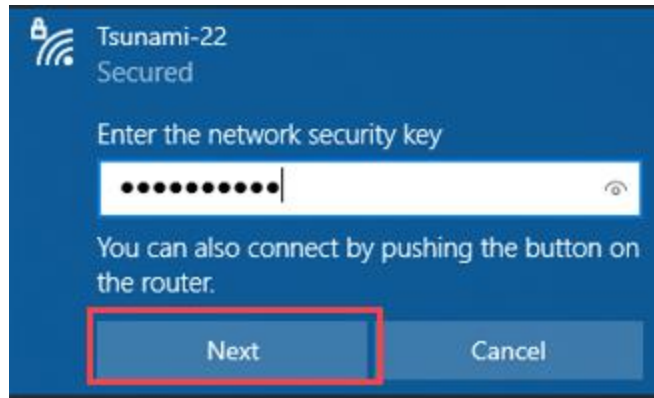 Tsunami-22
Secured
Enter the network security key
••••••••••
You can also connect by pushing the button on
the router.
Next Cancel